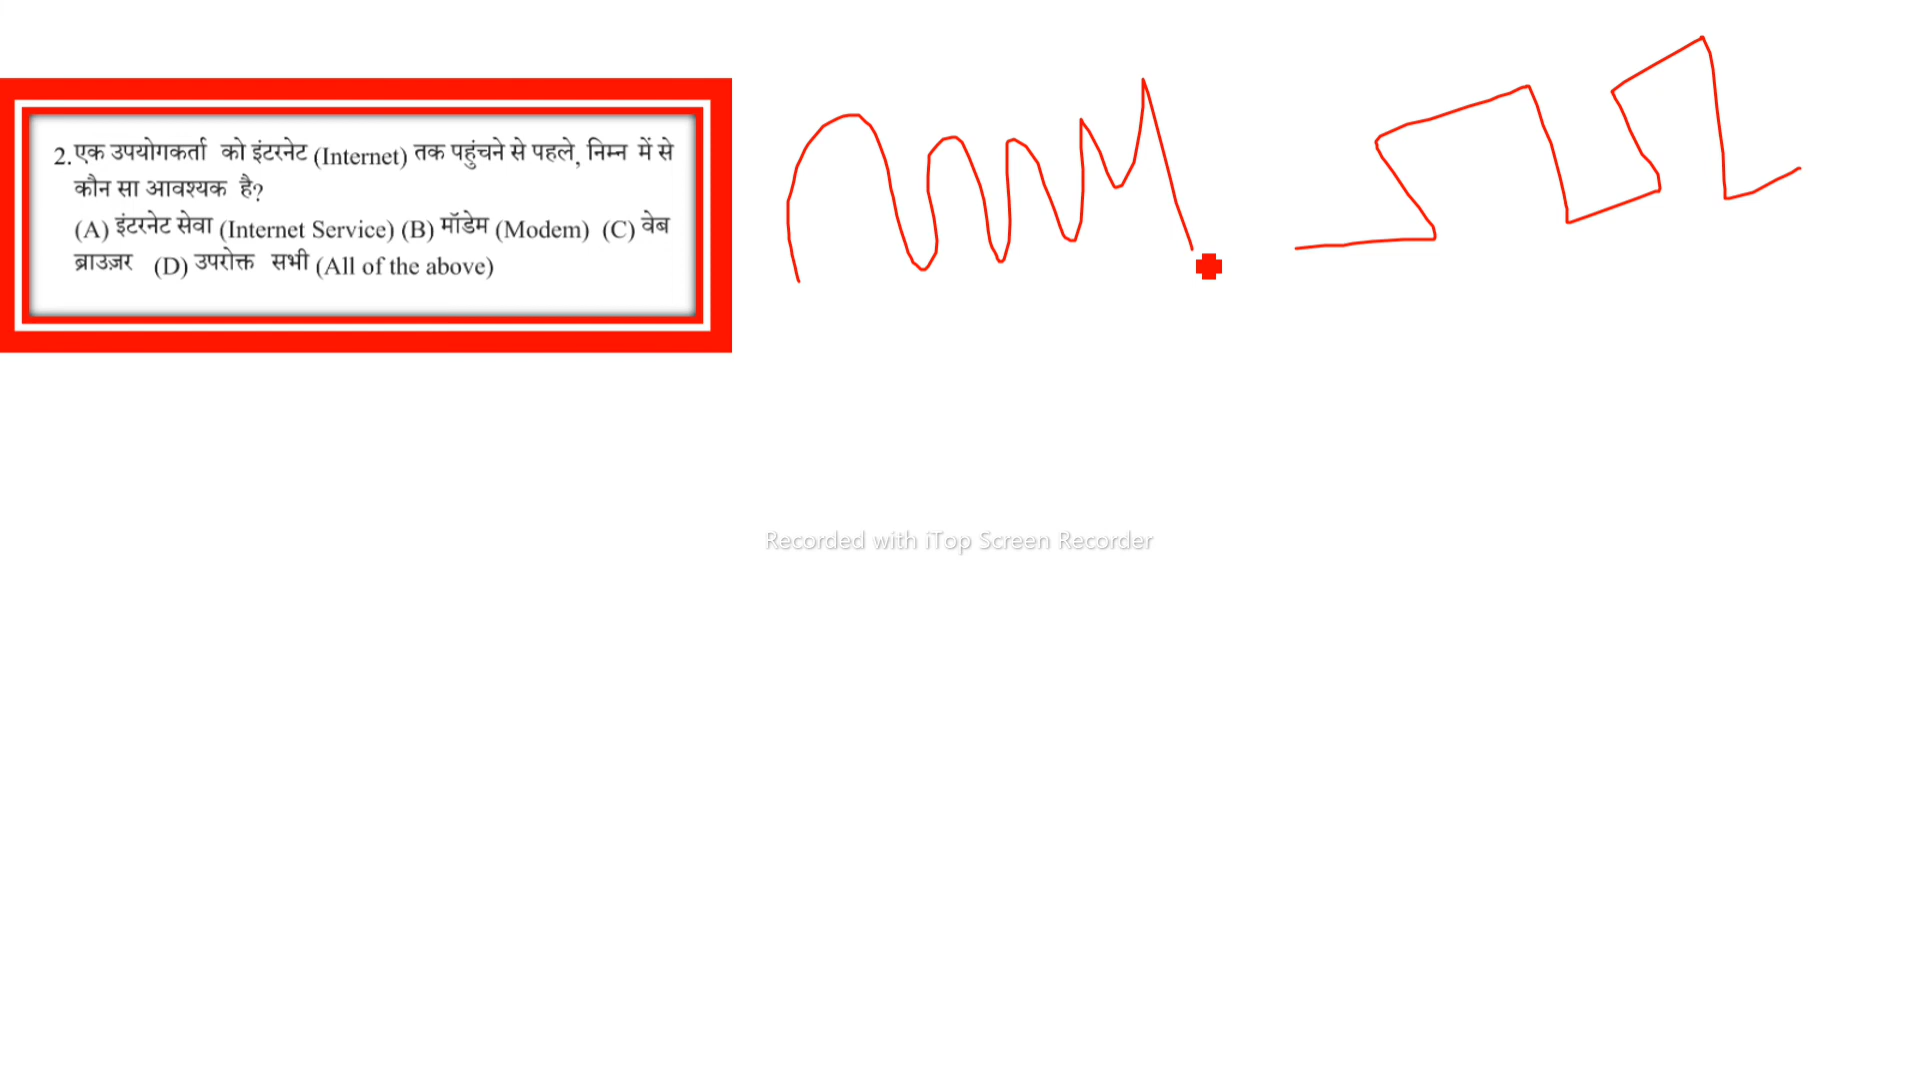 2. एक उपयोगकर्ता को इंटरनेट (Internet) तक पहुंचने से पहले, निम्न में से
कौन सा आवश्यक है?
(A) इंटरनेट सेवा (Internet Service) (B) मॉडेम (Modem) (C) वेब
ब्राउज़र (D) उपरोक्त सभी (All of the above)
Recorded with iTop Screen Recorder